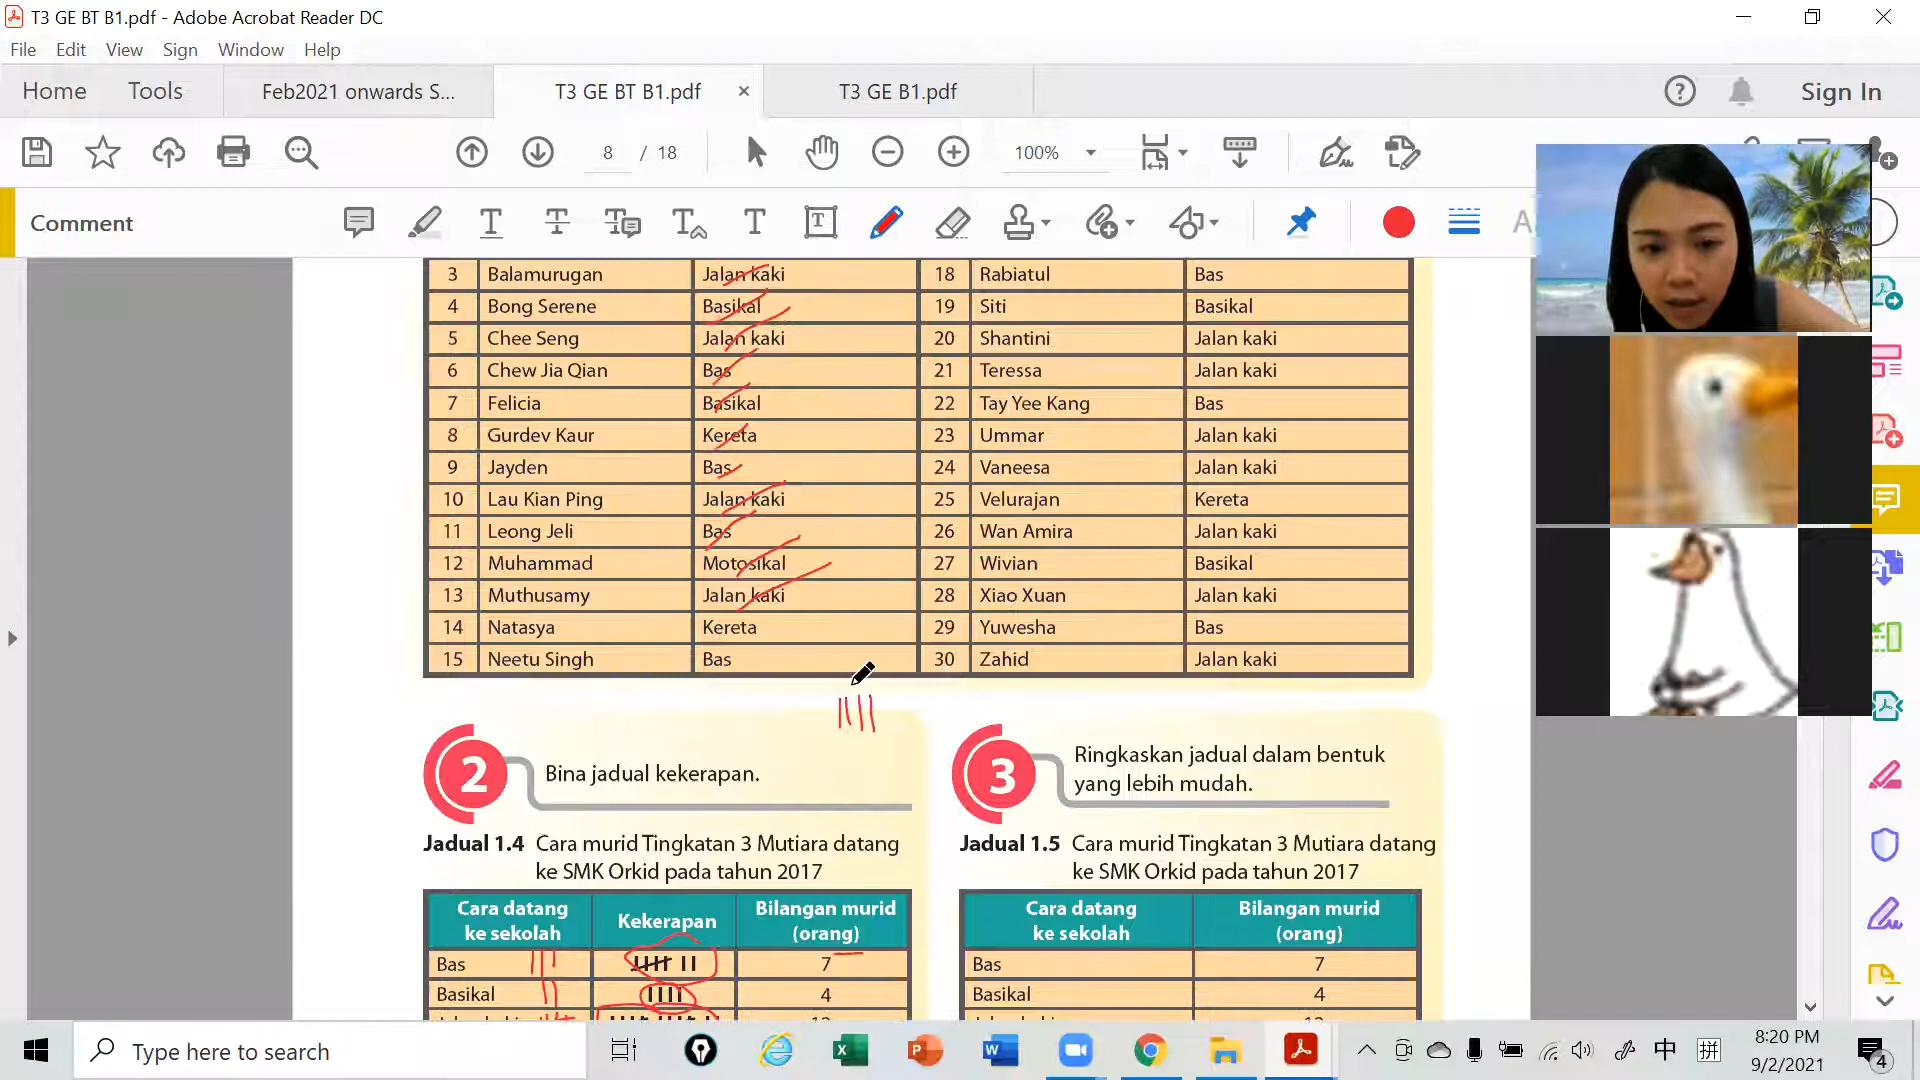 T3 GE BT B1.pdf - Adobe Acrobat Reader DC
File Edit View Sign Window Help
Home Tools Feb2021 onwards S... T3 GE BT B1.pdf × T3 GE B1.pdf Sign In
8 / 18 100%
Comment
3 Balamurugan Jalan kaki 18 Rabiatul Bas
4 Bong Serene Basikal 19 Siti Basikal
5 Chee Seng Jalan kaki 20 Shantini Jalan kaki
6 Chew Jia Qian Bas 21 Teressa Jalan kaki
7 Felicia Basikal 22 Tay Yee Kang Bas
8 Gurdev Kaur Kereta 23 Ummar Jalan kaki
9 Jayden Bas 24 Vaneesa Jalan kaki
10 Lau Kian Ping Jalan kaki 25 Velurajan Kereta
11 Leong Jeli Bas 26 Wan Amira Jalan kaki
12 Muhammad Motosikal 27 Wivian Basikal
13 Muthusamy Jalan kaki 28 Xiao Xuan Jalan kaki
14 Natasya Kereta 29 Yuwesha Bas
15 Neetu Singh Bas 30 Zahid Jalan kaki
2 Bina jadual kekerapan.
3 Ringkaskan jadual dalam bentuk
yang lebih mudah.
Jadual 1.4 Cara murid Tingkatan 3 Mutiara datang
ke SMK Orkid pada tahun 2017
Jadual 1.5 Cara murid Tingkatan 3 Mutiara datang
ke SMK Orkid pada tahun 2017
Cara datang
ke sekolah
Kekerapan
Bilangan murid
(orang)
Bas 7
Basikal 4
Cara datang
ke sekolah
Bilangan murid
(orang)
Bas 7
Basikal 4
Type here to search
中 拼
8:20 PM
9/2/2021
4